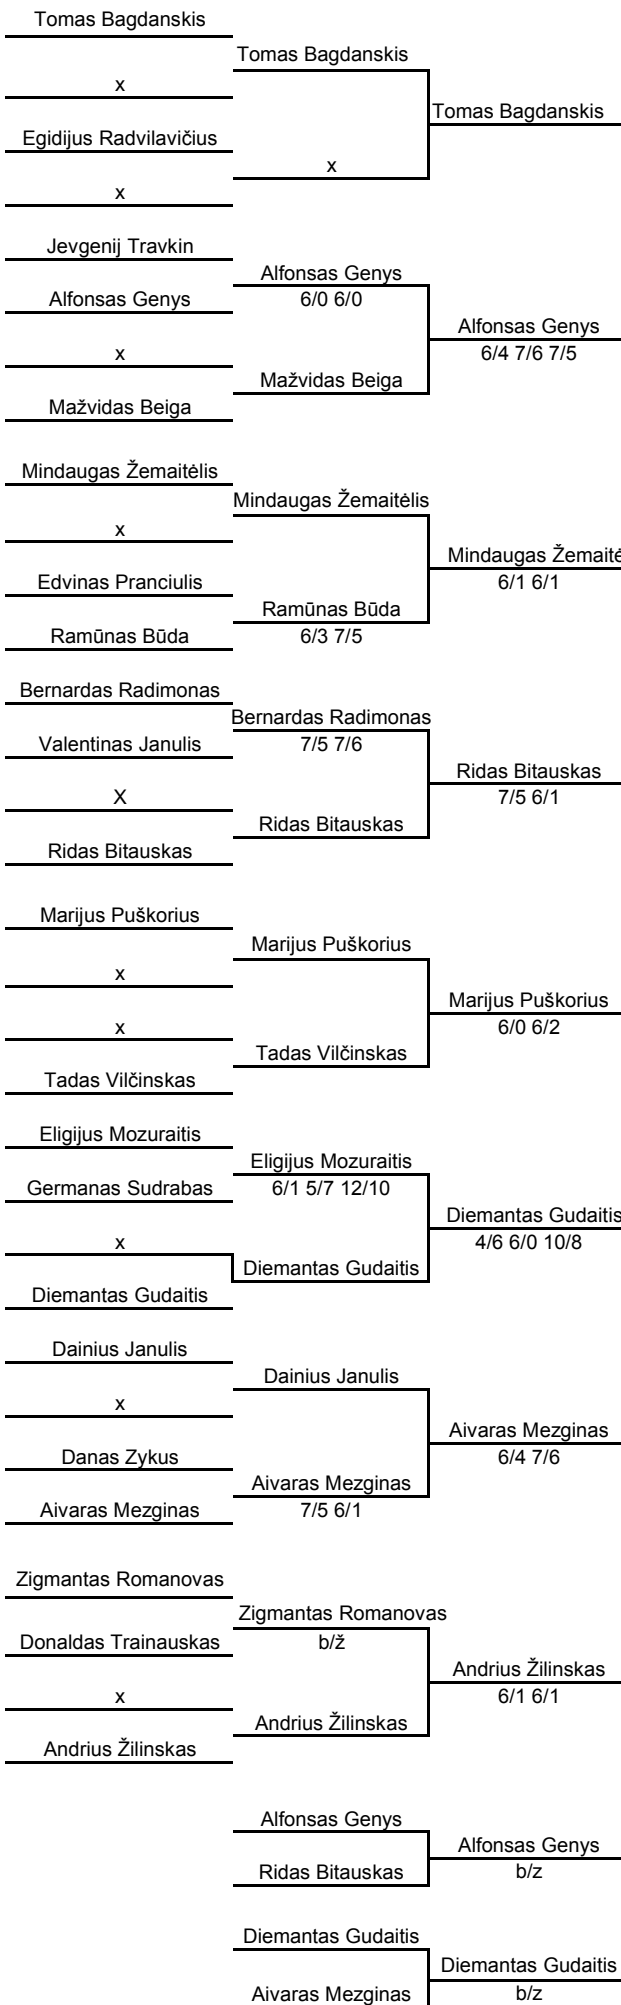 Tomas Bagdanskis
Tomas Bagdanskis
x
Tomas Bagdanskis
Egidijus Radvilavičius
x
x
Jevgenij Travkin
Alfonsas Genys
Alfonsas Genys
6/0 6/0
Alfonsas Genys
x
6/4 7/6 7/5
Mažvidas Beiga
Mažvidas Beiga
Mindaugas Žemaitėlis
Mindaugas Žemaitėlis
x
Mindaugas Žemaitė
Edvinas Pranciulis
6/1 6/1
Ramūnas Būda
Ramūnas Būda
6/3 7/5
Bernardas Radimonas
Bernardas Radimonas
Valentinas Janulis
7/5 7/6
Ridas Bitauskas
X
7/5 6/1
Ridas Bitauskas
Ridas Bitauskas
Marijus Puškorius
Marijus Puškorius
x
Marijus Puškorius
x
6/0 6/2
Tadas Vilčinskas
Tadas Vilčinskas
Eligijus Mozuraitis
Eligijus Mozuraitis
Germanas Sudrabas
6/1 5/7 12/10
Diemantas Gudaitis
x
4/6 6/0 10/8
Diemantas Gudaitis
Diemantas Gudaitis
Dainius Janulis
Dainius Janulis
x
Aivaras Mezginas
Danas Zykus
6/4 7/6
Aivaras Mezginas
Aivaras Mezginas
7/5 6/1
Zigmantas Romanovas
Zigmantas Romanovas
Donaldas Trainauskas
b/ž
Andrius Žilinskas
x
6/1 6/1
Andrius Žilinskas
Andrius Žilinskas
Alfonsas Genys
Alfonsas Genys
Ridas Bitauskas
b/z
Diemantas Gudaitis
Diemantas Gudaitis
Aivaras Mezginas
b/z